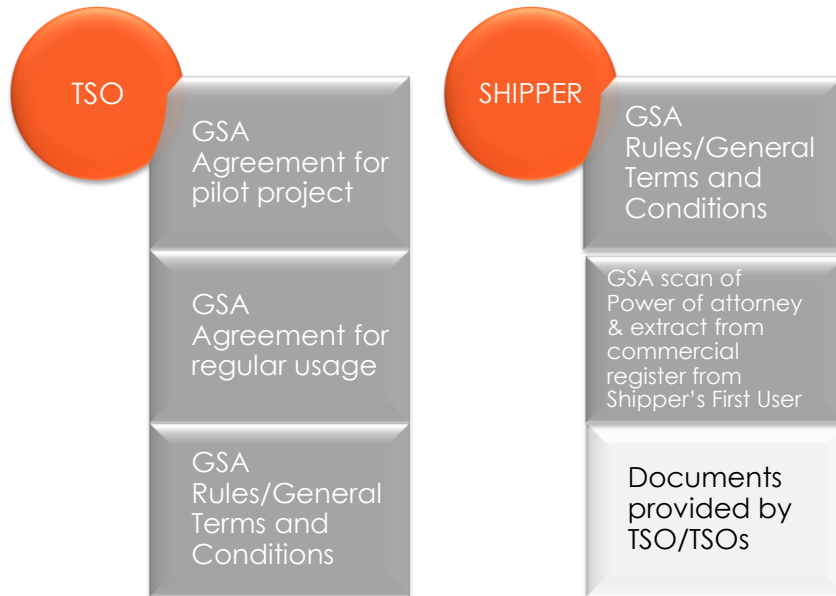 TSO
GSA
Agreement for
pilot project
GSA
Agreement for
regular usage
GSA
Rules/General
Terms and
Conditions
SHIPPER
GSA
Rules/General
Terms and
Conditions
GSA scan of
Power of attorney
& extract from
commercial
register from
Shipper’s First User
Documents
provided by
TSO/TSOs